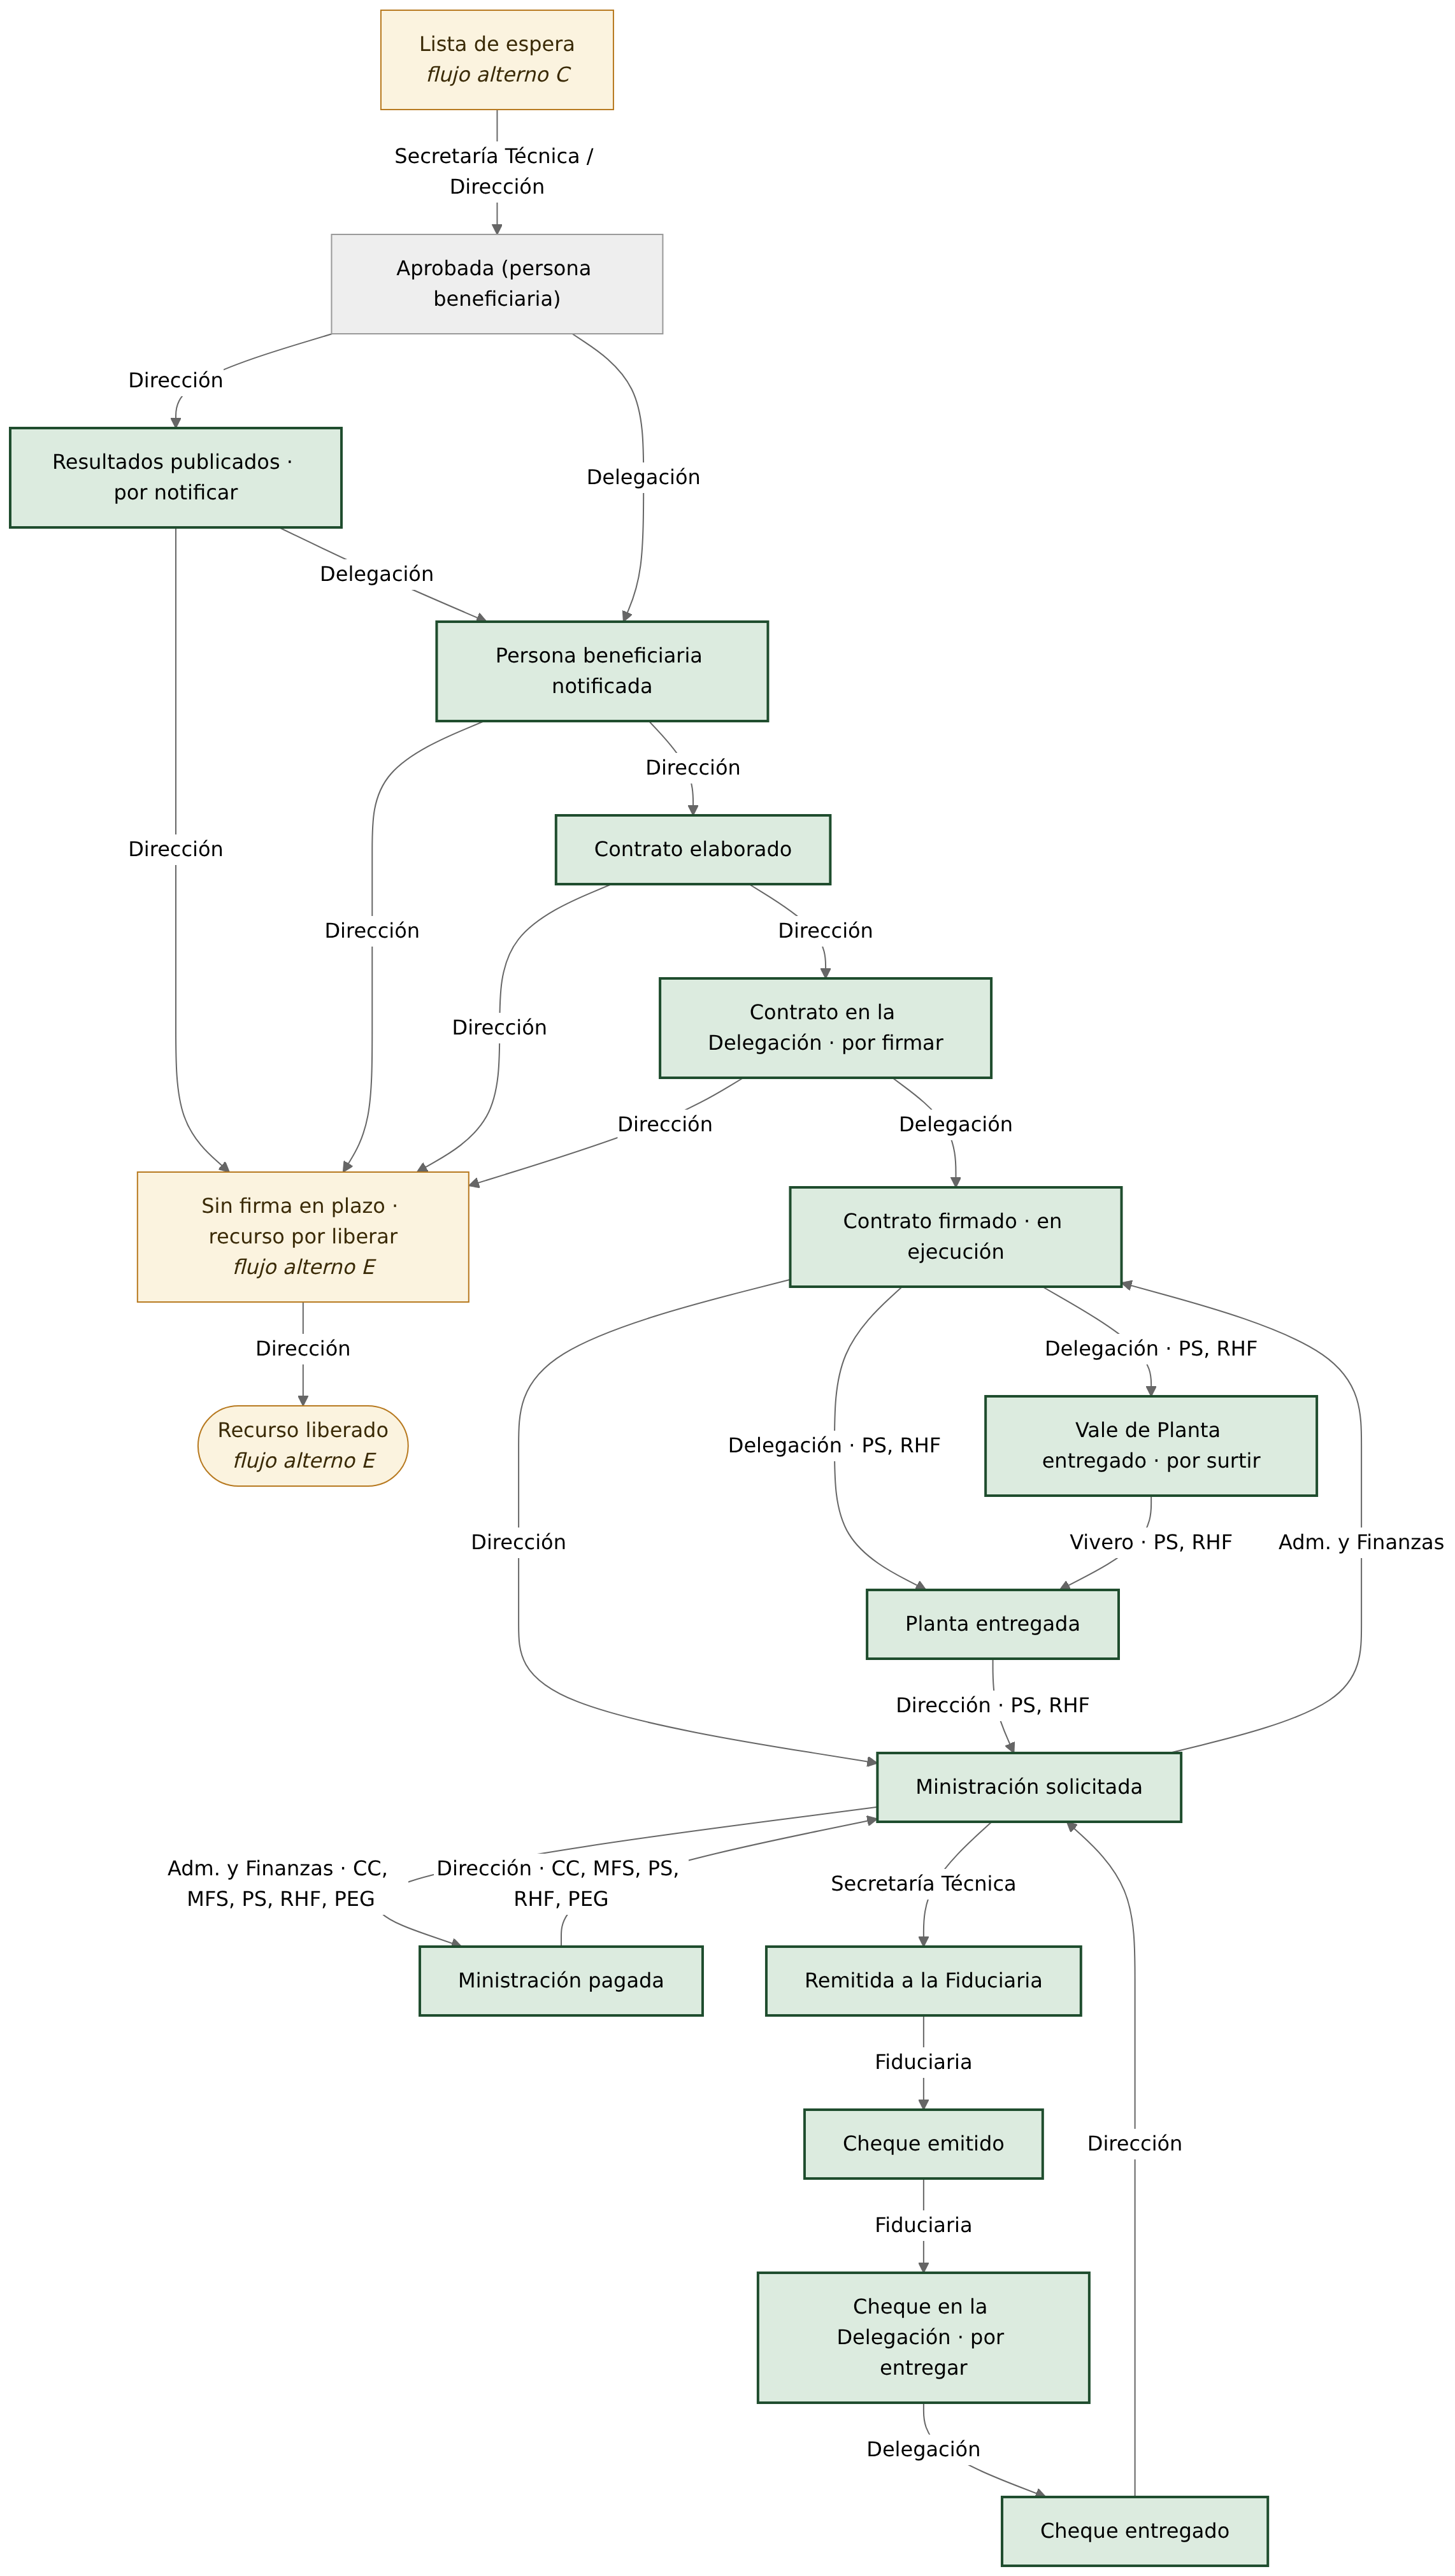 Lista de espera
flujo alterno C
Secretaría Técnica /
Dirección
Aprobada (persona
beneficiaria)
Dirección
Resultados publicados ·
por notificar
Delegación
Delegación
Persona beneficiaria
notificada
Dirección
Dirección
Contrato elaborado
Dirección
Dirección
Contrato en la
Delegación · por firmar
Dirección
Dirección
Delegación
Sin firma en plazo ·
recurso por liberar
flujo alterno E
Contrato firmado · en
ejecución
Dirección
Delegación · PS, RHF
Recurso liberado
flujo alterno E
Delegación · PS, RHF
Vale de Planta
entregado · por surtir
Dirección
Vivero · PS, RHF
Adm. y Finanzas
Planta entregada
Dirección · PS, RHF
Ministración solicitada
Adm. y Finanzas · CC,
MFS, PS, RHF, PEG
Dirección · CC, MFS, PS,
RHF, PEG
Secretaría Técnica
Ministración pagada
Remitida a la Fiduciaria
Fiduciaria
Cheque emitido
Dirección
Fiduciaria
Cheque en la
Delegación · por
entregar
Delegación
Cheque entregado